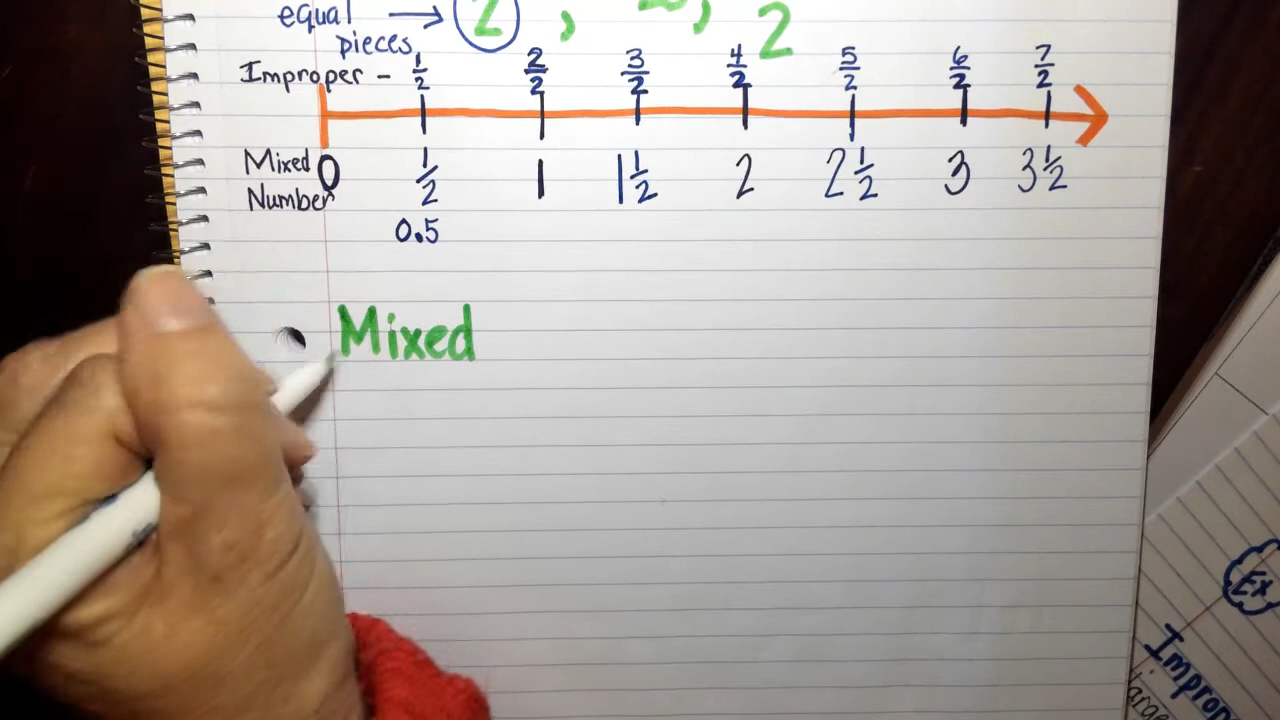 equal → 2 ,
pieces 2
Improper - 1/2 2/2 3/2 4/2 5/2 6/2 7/2
Mixed Number 0 1/2 1 1 1/2 2 2 1/2 3 3 1/2
0.5
Mixed
Ex
Improp